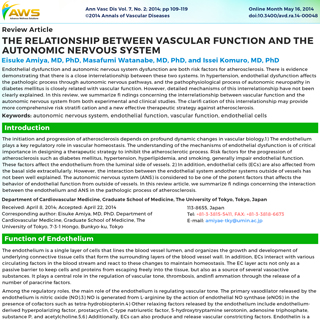 AWS
Ann Vasc Dis Vol. 7, No. 2; 2014; pp 109–119
©2014 Annals of Vascular Diseases
Online Month May 16, 2014
doi:10.3400/avd.ra.14-00048
Review Article
THE RELATIONSHIP BETWEEN VASCULAR FUNCTION AND THE
AUTONOMIC NERVOUS SYSTEM
Eisuke Amiya, MD, PhD, Masafumi Watanabe, MD, PhD, and Issei Komuro, MD, PhD
Endothelial dysfunction and autonomic nervous system dysfunction are both risk factors for atherosclerosis. There is evidence
demonstrating that there is a close interrelationship between these two systems. In hypertension, endothelial dysfunction affects
the pathologic process through autonomic nervous pathways, and the pathophysiological process of autonomic neuropathy in
diabetes mellitus is closely related with vascular function. However, detailed mechanisms of this interrelationship have not been
clearly explained. In this review, we summarize fi ndings concerning the interrelationship between vascular function and the
autonomic nervous system from both experimental and clinical studies. The clarifi cation of this interrelationship may provide
more comprehensive risk stratifi cation and a new effective therapeutic strategy against atherosclerosis.
Keywords: autonomic nervous system, endothelial function, vascular function, endothelial cells
Introduction
The initiation and progression of atherosclerosis depends on profound dynamic changes in vascular biology.1) The endothelium
plays a key regulatory role in vascular homeostasis. The understanding of the mechanisms of endothelial dysfunction is of critical
importance in designing a therapeutic strategy to inhibit the atherosclerotic process. Risk factors for the progression of
atherosclerosis such as diabetes mellitus, hypertension, hyperlipidemia, and smoking, generally impair endothelial function.
These factors affect the endothelium from the luminal side of vessels. 2) In addition, endothelial cells (ECs) are also affected from
the basal side extraluminally. However, the interaction between the endothelial system andother systems outside of vessels has
not been well explained. The autonomic nervous system (ANS) is considered to be one of the potent factors that affects the
behavior of endothelial function from outside of vessels. In this review article, we summarize fi ndings concerning the interaction
between the endothelium and ANS in the pathologic process of atherosclerosis.
Department of Cardiovascular Medicine, Graduate School of Medicine, The University of Tokyo, Tokyo, Japan
Received: April 8, 2014; Accepted: April 22, 2014
Corresponding author: Eisuke Amiya, MD, PhD. Department of
Cardiovascular Medicine, Graduate School of Medicine, The
University of Tokyo, 7-3-1 Hongo, Bunkyo-ku, Tokyo
113-8655, Japan
Tel: +81-3-3815-5411, FAX: +81-3-5818-6673
E-mail: amiyae-tky@umin.ac.jp
Function of Endothelium
The endothelium is a single layer of cells that lines the blood vessel lumen, and organizes the growth and development of
underlying connective tissue cells that form the surrounding layers of the blood vessel wall. In addition, ECs interact with various
circulating factors in the blood stream and react to these changes to maintain homeostasis. The EC layer acts not only as a
passive barrier to keep cells and proteins from escaping freely into the tissue, but also as a source of several vasoactive
substances. It plays a central role in the regulation of vascular tone, thrombosis, andinfl ammation through the release of a
number of paracrine factors.
Among the regulatory roles, the main role of the endothelium is regulating vascular tone. The primary vasodilator released by the
endothelium is nitric oxide (NO).3) NO is generated from L-arginine by the action of endothelial NO synthase (eNOS) in the
presence of cofactors such as tetra-hydrobiopterin.4) Other relaxing factors released by the endothelium include endothelium-
derived hyperpolarizing factor, prostacyclin, C-type natriuretic factor, 5-hydroxytryptamine serotonin, adenosine triphosphate,
substance P, and acetylcholine.5,6) Additionally, ECs can also produce and release vasoconstricting factors. Endothelin is a